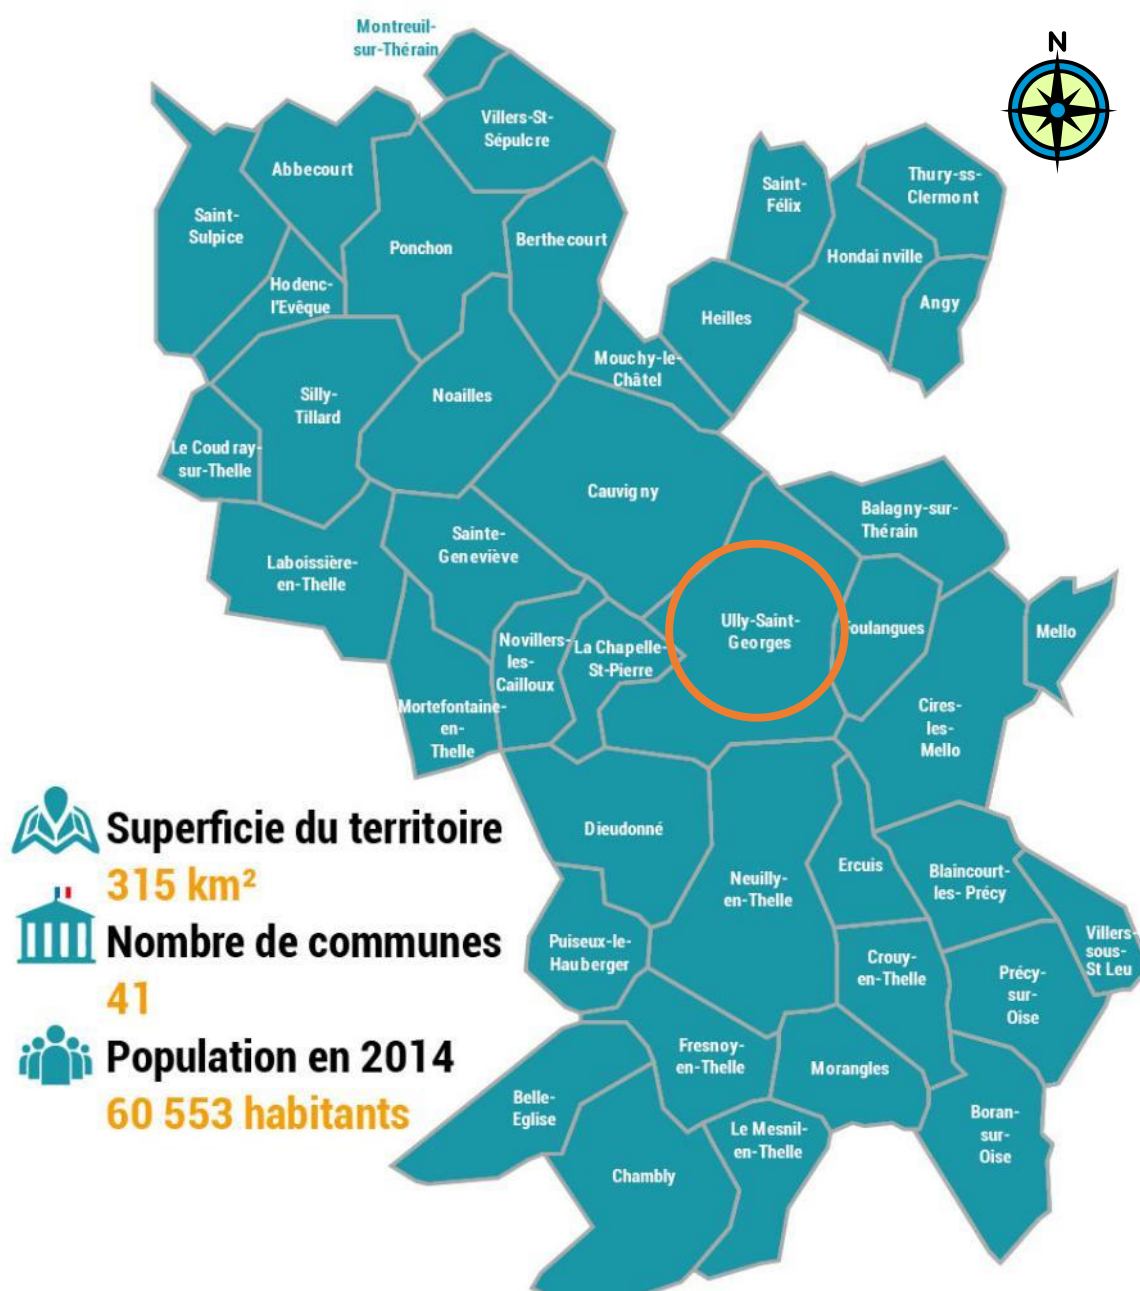 Montreuil-
sur-Thérain
N
Villers-St-
Sépulcre
Abbecourt
Saint-
Félix
Thury-ss-
Clermont
Saint-
Sulpice
Ponchon
Berthecourt
Hondainville
Hodenc-
l'Evêque
Angy
Heilles
Mouchy-le-
Châtel
Silly-
Tillard
Noailles
Le Coudray-
sur-Thelle
Cauvigny
Balagny-sur-
Thérain
Sainte-
Geneviève
Laboissière-
en-Thelle
Ully-Saint-
Georges
Foulangues
Mello
Novillers-
les-
Cailloux
La Chapelle-
St-Pierre
Mortefontaine-
en-
Thelle
Cires-
les-
Mello
Superficie du territoire
315 km²
Nombre de communes
41
Population en 2014
60 553 habitants
Dieudonné
Ercuis
Neuilly-
en-Thelle
Blaincourt-
les- Précy
Puiseux-le-
Hauberger
Crouy-
en-Thelle
Villers-
sous-
St Leu
Précy-
sur-
Oise
Fresnoy-
en-Thelle
Morangles
Belle-
Eglise
Le Mesnil-
en-Thelle
Boran-
sur-
Oise
Chambly